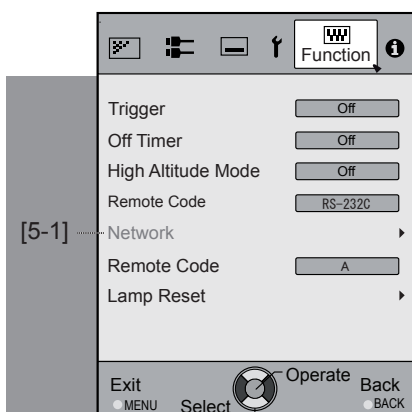 Function
Trigger Off
Off Timer Off
High Altitude Mode Off
Remote Code RS-232C
[5-1] Network
Remote Code A
Lamp Reset
Exit
MENU
Select
Operate
Back
BACK